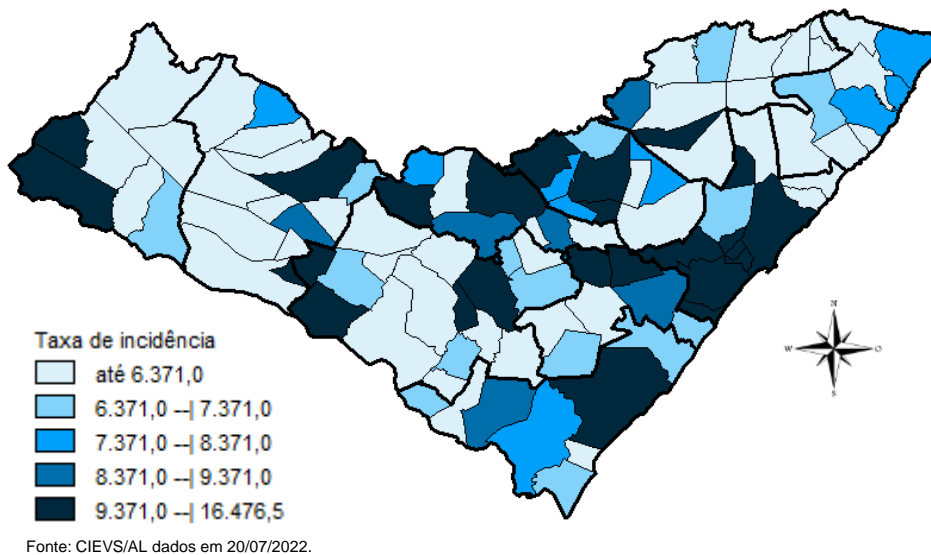 Taxa de incidência
até 6.371,0
6.371,0 --| 7.371,0
7.371,0 --| 8.371,0
8.371,0 --| 9.371,0
9.371,0 --| 16.476,5
N
W
O
S
Fonte: CIEVS/AL dados em 20/07/2022.